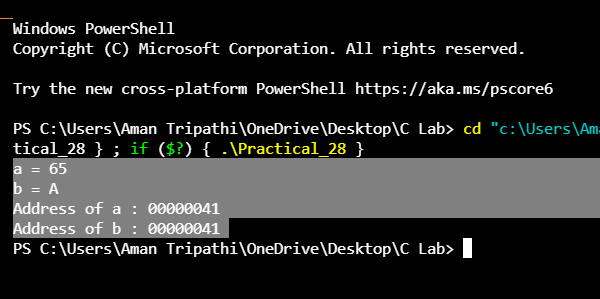 Windows PowerShell
Copyright (C) Microsoft Corporation. All rights reserved.
Try the new cross-platform PowerShell https://aka.ms/pscore6
PS C:\Users\Aman Tripathi\OneDrive\Desktop\C Lab> cd "c:\Users\Am
tical_28 } ; if ($?) { .\Practical_28 }
a = 65
b = A
Address of a : 00000041
Address of b : 00000041
PS C:\Users\Aman Tripathi\OneDrive\Desktop\C Lab>